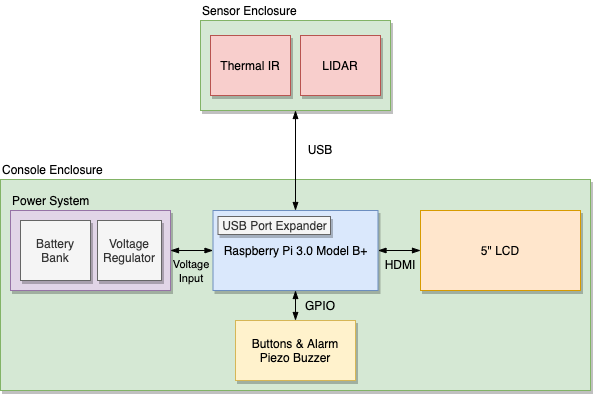 Sensor Enclosure
Thermal IR
LIDAR
USB
Console Enclosure
Power System
Battery
Bank
Voltage
Regulator
Voltage
Input
USB Port Expander
Raspberry Pi 3.0 Model B+
HDMI
5" LCD
GPIO
Buttons & Alarm
Piezo Buzzer